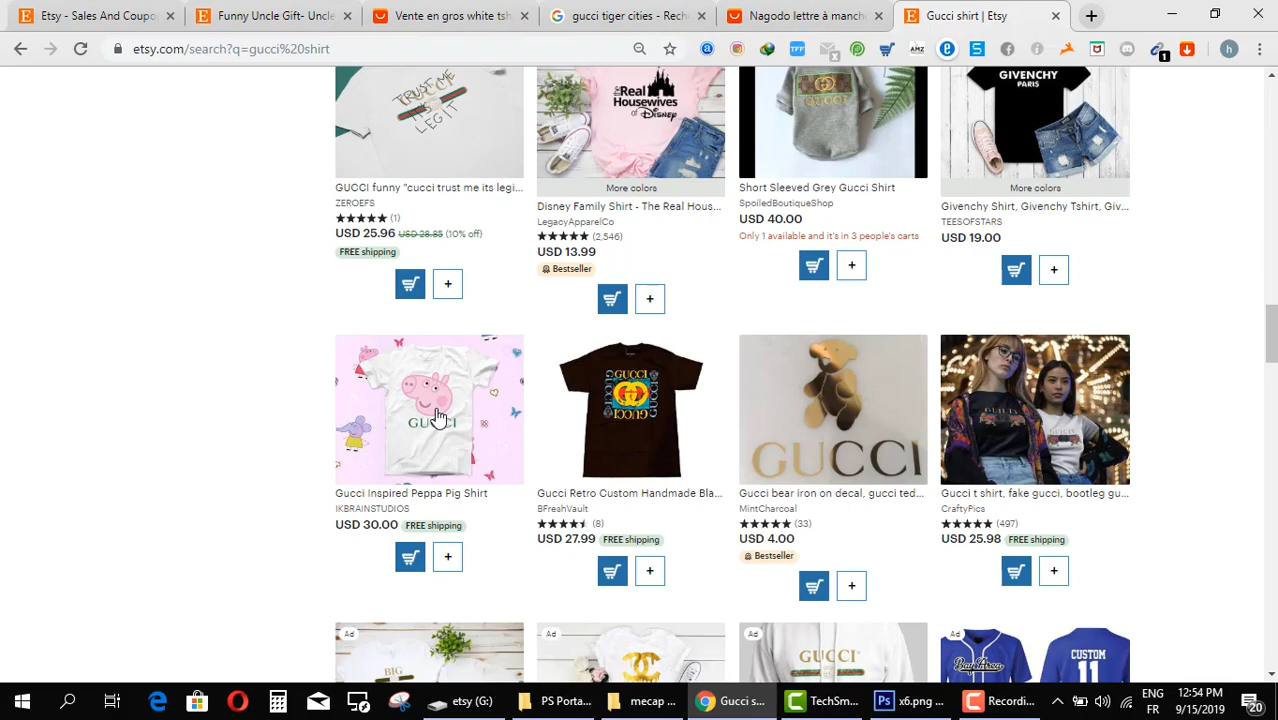 Etsy - Sales And Coupo
Funny Uncle Gift- Uncle
Vente en gros white tsh
gucci tiger cities - Rech
Nagodo lettre à manch
Gucci shirt | Etsy
etsy.com/search?q=gucci%20shirt
TRUST ME
IT'S
LEGIT
the Real
Housewives
of Disney
GUCCI
GIVENCHY
PARIS
More colors
More colors
GUCCI funny "cucci trust me its legi...
Disney Family Shirt - The Real Hous...
Short Sleeved Grey Gucci Shirt
Givenchy Shirt, Givenchy Tshirt, Giv...
ZEROEFS
LegacyApparelCo
SpoiledBoutiqueShop
TEESOFSTARS
(1)
(2,546)
USD 40.00
USD 19.00
USD 25.96 USD 28.85 (10% off)
USD 13.99
Only 1 available and it's in 3 people's carts
FREE shipping
Bestseller
GUCCI
GUCCI
GUCCI
GUCCI
GUCCI
GUCCI
GUILTY
GUILTY
Gucci Inspired Peppa Pig Shirt
Gucci Retro Custom Handmade Bla...
Gucci bear iron on decal, gucci ted...
Gucci t shirt, fake gucci, bootleg gu...
IKBRAINSTUDIOS
BFreshVault
MintCharcoal
CraftyPics
USD 30.00 FREE shipping
(8)
(33)
(497)
USD 27.99 FREE shipping
USD 4.00
USD 25.98 FREE shipping
Bestseller
Ad
Ad
Ad
Ad
BIG
GUCCI
Bay Area
CUSTOM
11
etsy (G:)
PS Porta...
mecap ...
Gucci s...
TechSm...
x6.png ...
Recordi...
ENG
FR
12:54 PM
9/15/2019
20